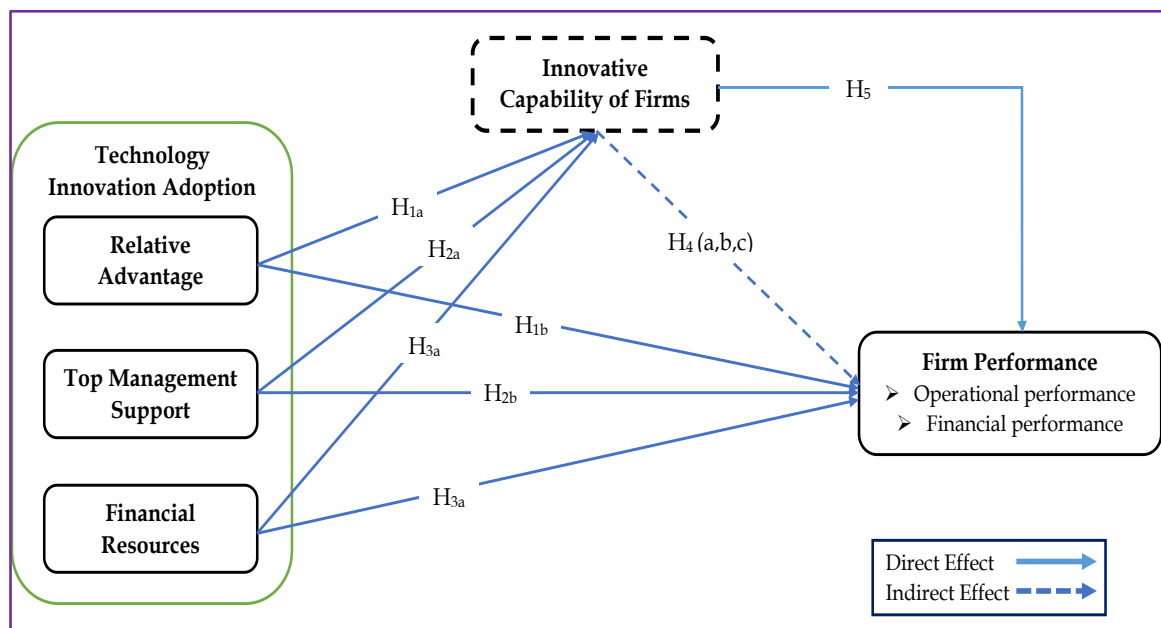 Innovative
Capability of Firms
H5
Technology
Innovation Adoption
H1a
Relative
Advantage
H2a
H4 (a,b,c)
H1b
H3a
Top Management
Support
H2b
Firm Performance
➢ Operational performance
➢ Financial performance
H3a
Financial
Resources
Direct Effect
Indirect Effect